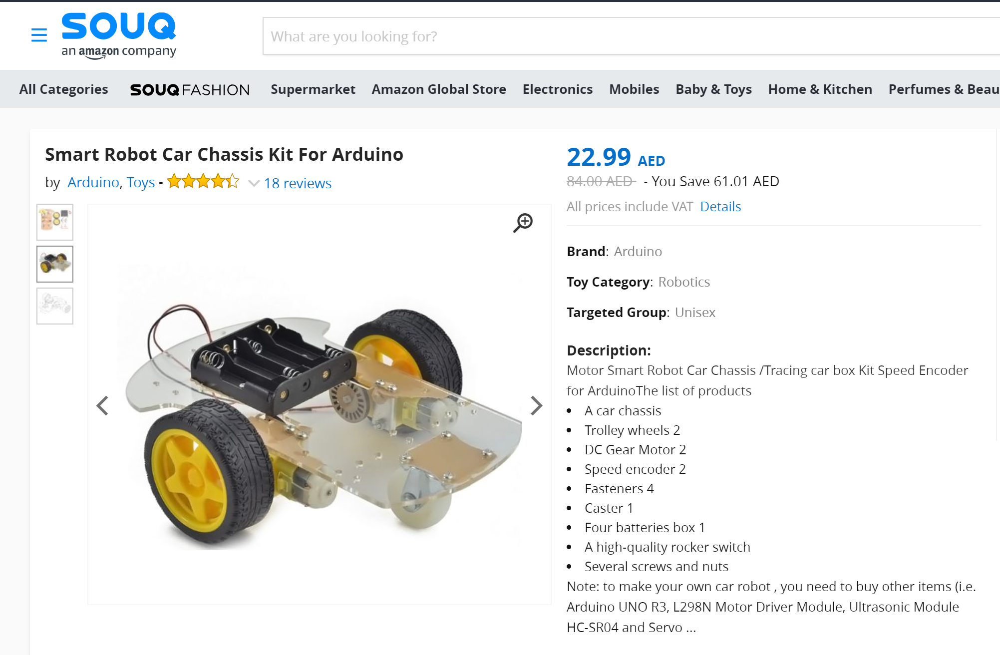 SOUQ
an amazon company
What are you looking for?
All Categories SOUQ FASHION Supermarket Amazon Global Store Electronics Mobiles Baby & Toys Home & Kitchen Perfumes & Beau
Smart Robot Car Chassis Kit For Arduino
by Arduino, Toys - 18 reviews
22.99 AED
84.00 AED - You Save 61.01 AED
All prices include VAT Details
Brand: Arduino
Toy Category: Robotics
Targeted Group: Unisex
Description:
Motor Smart Robot Car Chassis /Tracing car box Kit Speed Encoder
for ArduinoThe list of products
• A car chassis
• Trolley wheels 2
• DC Gear Motor 2
• Speed encoder 2
• Fasteners 4
• Caster 1
• Four batteries box 1
• A high-quality rocker switch
• Several screws and nuts
Note: to make your own car robot , you need to buy other items (i.e.
Arduino UNO R3, L298N Motor Driver Module, Ultrasonic Module
HC-SR04 and Servo ...